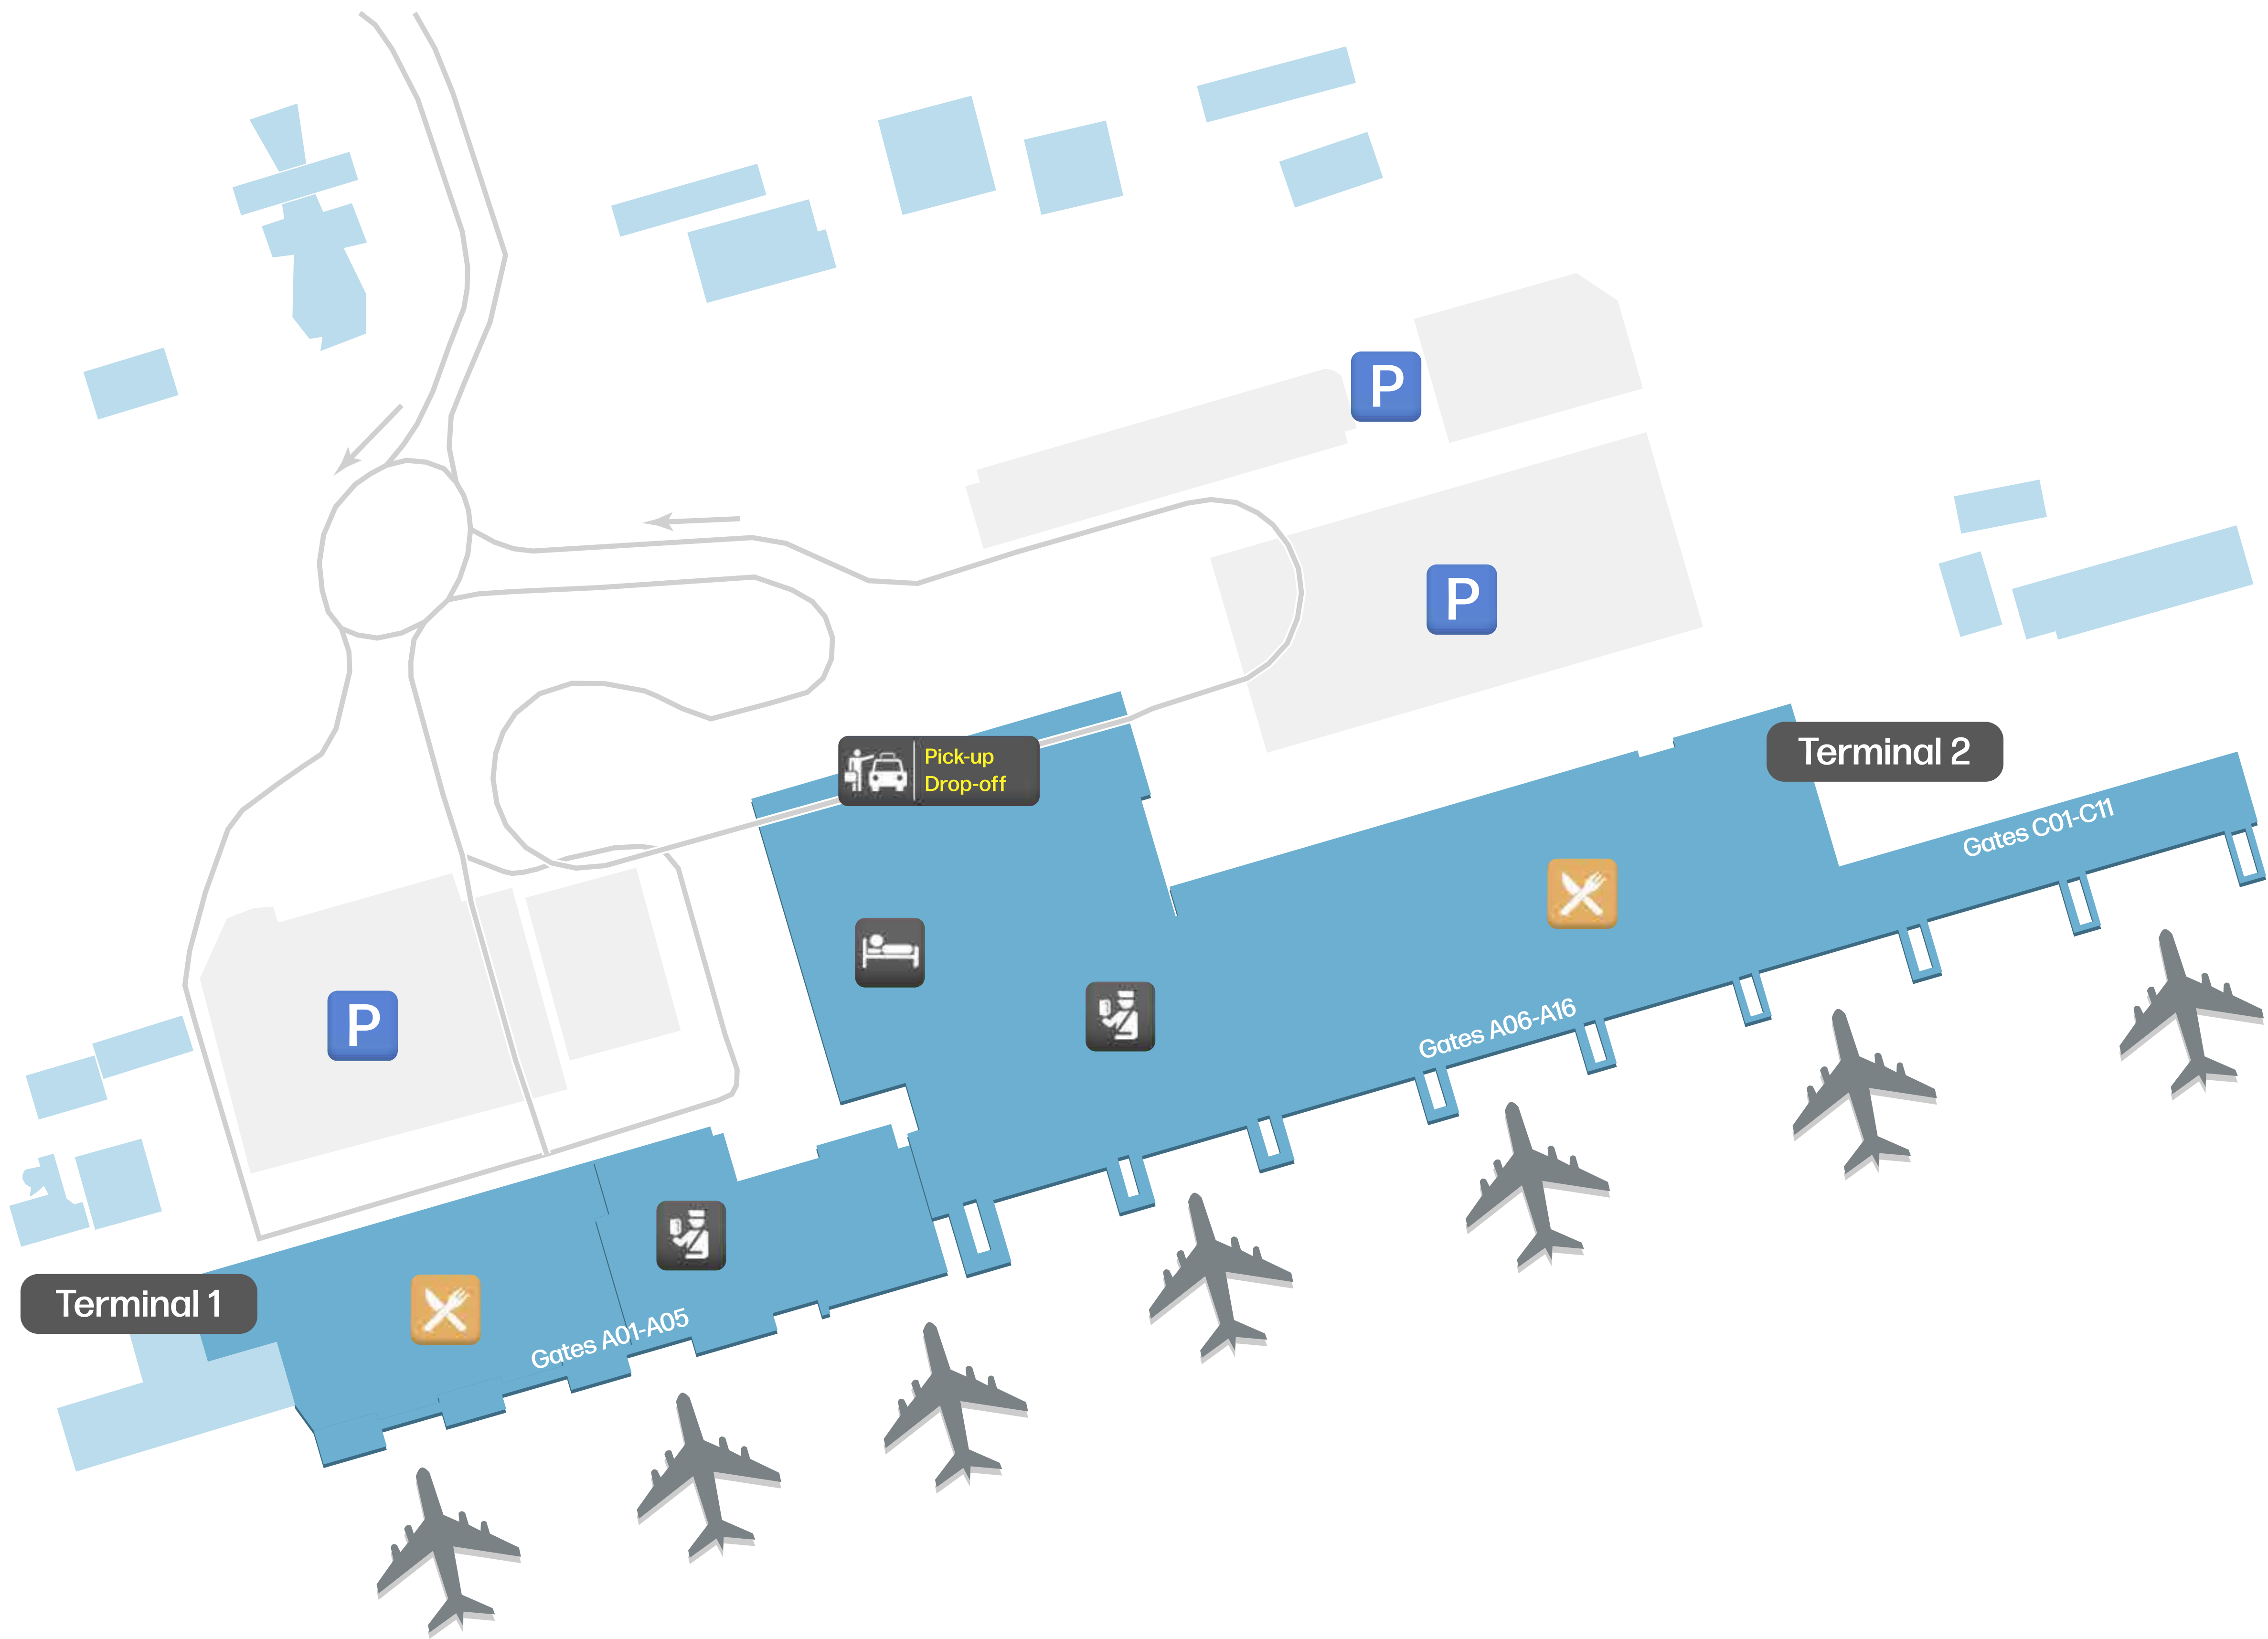 P
P
Terminal 2
Pick-up
Drop-off
Gates C01-C11
P
Gates A06-A16
Terminal 1
Gates A01-A05